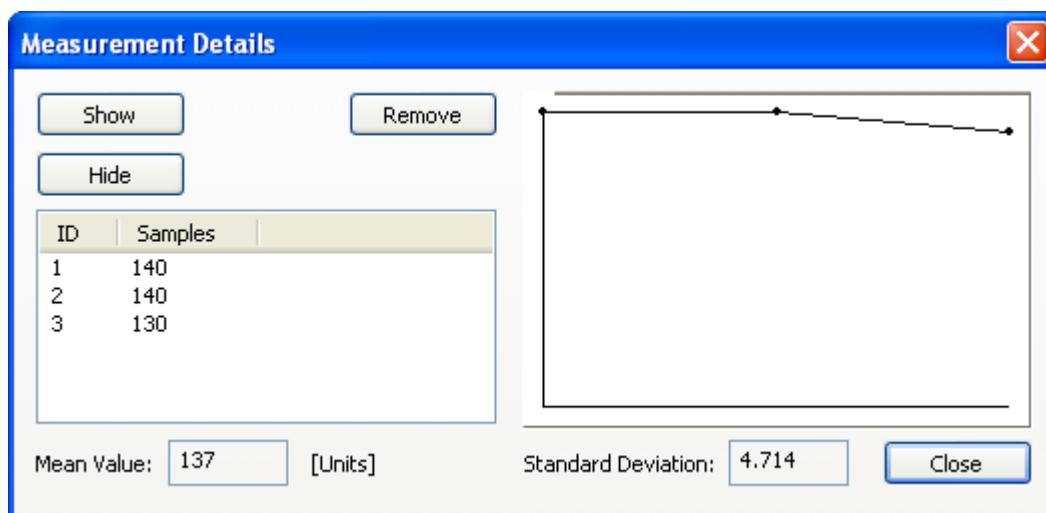 Measurement Details
Show
Remove
Hide
ID Samples
1 140
2 140
3 130
Mean Value: 137 [Units]
Standard Deviation: 4.714
Close